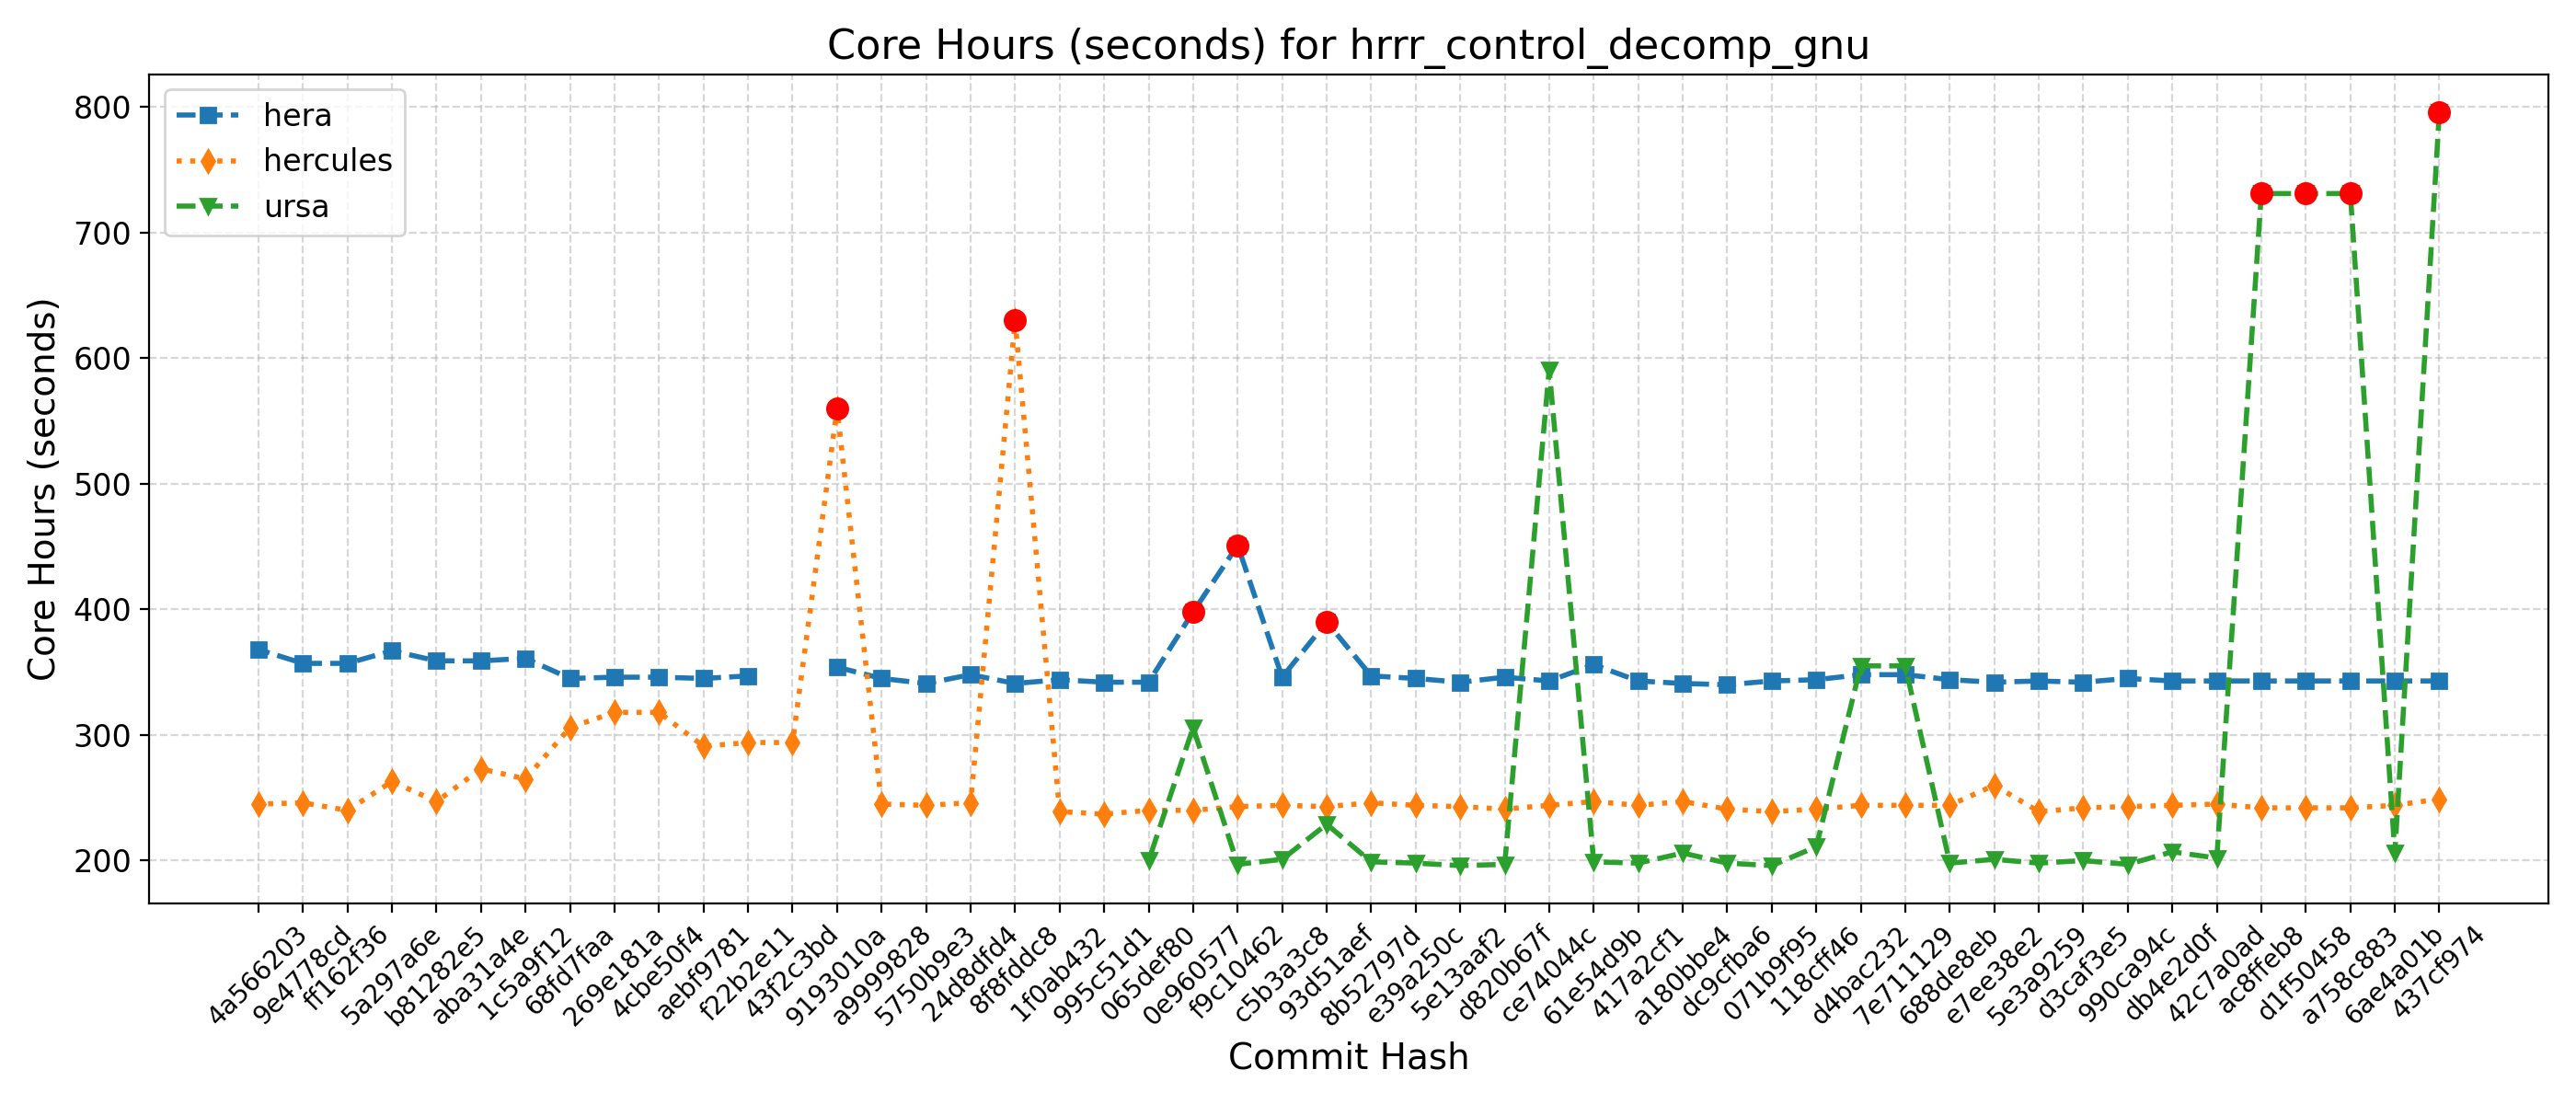 Core Hours (seconds) for hrrr_control_decomp_gnu
hera
hercules
ursa
Core Hours (seconds)
800
700
600
500
400
300
200
4a566203
9e4778cd
ff162f36
5a297a6e
b81282e5
aba31a4e
1c5a9f12
68fd7faa
269e181a
4cbe50f4
aebf9781
f22b2e11
43f2c3bd
9193010a
a9999828
5750b9e3
24d8dfd4
8f8fddc8
1f0ab432
995c51d1
065def80
0e960577
f9c10462
c5b3a3c8
93d51aef
8b52797d
e39a250c
5e13aaf2
d820b67f
ce74044c
61e54d9b
417a2cf1
a180bbe4
dc9cfba6
071b9f95
118cff46
d4bac232
7e711129
688de8eb
e7ee38e2
5e3a9259
d3caf3e5
990ca94c
db4e2d0f
42c7a0ad
ac8ffeb8
d1f50458
a758c883
6ae4a01b
437cf974
Commit Hash